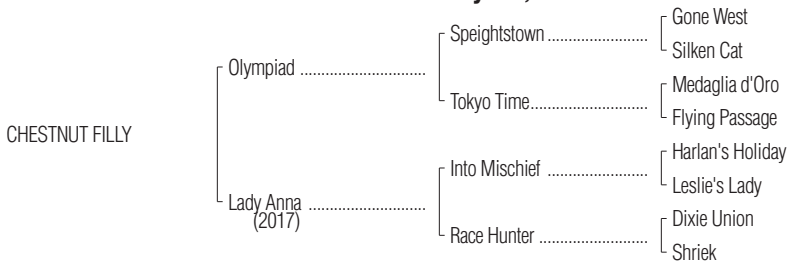 Gone West
Speightstown
Silken Cat
Olympiad
Medaglia d'Oro
Tokyo Time
Flying Passage
CHESTNUT FILLY
Harlan's Holiday
Into Mischief
Leslie's Lady
Lady Anna
(2017)
Dixie Union
Race Hunter
Shriek